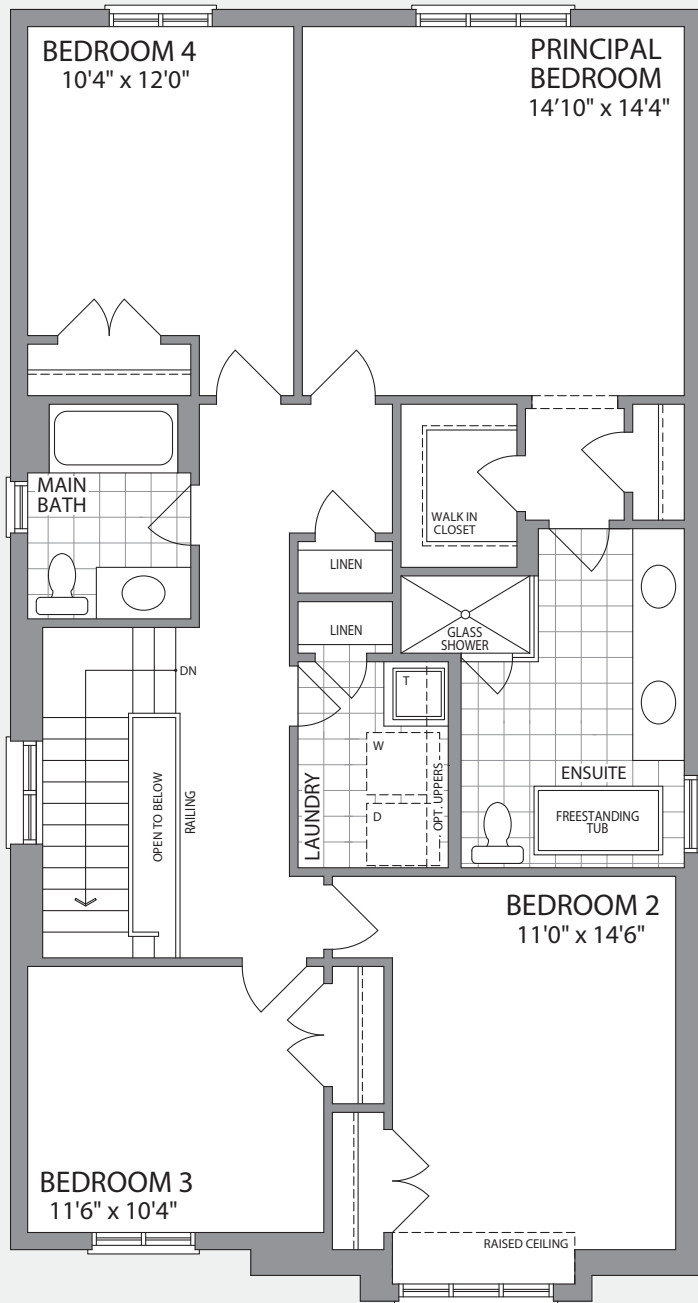 BEDROOM 4
10'4" x 12'0"
PRINCIPAL
BEDROOM
14’10" x 14'4"
MAIN
BATH
WALK IN
CLOSET
LINEN
LINEN
GLASS
SHOWER
DN
T
W
D
OPT. UPPERS
LAUNDRY
OPEN TO BELOW
RAILING
ENSUITE
FREESTANDING
TUB
BEDROOM 2
11'0" x 14'6"
BEDROOM 3
11'6" x 10'4"
RAISED CEILING